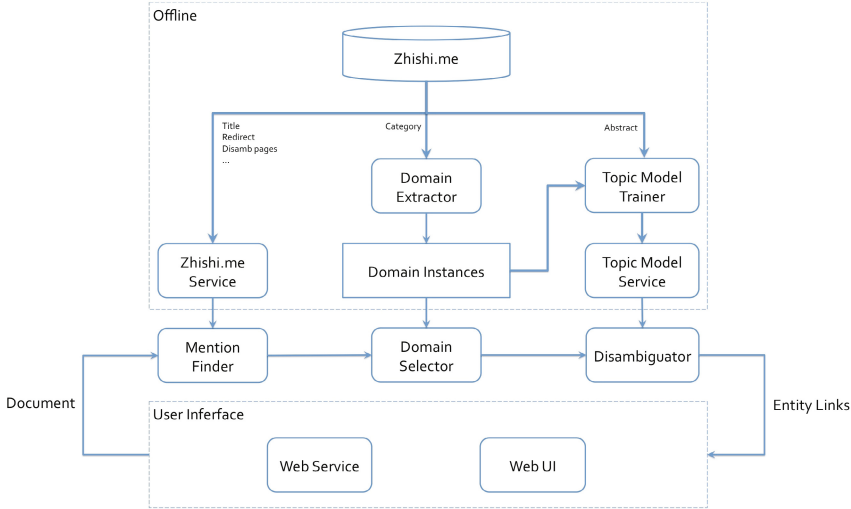 Offline
Zhishi.me
Title
Redirect
Disamb pages
...
Category
Abstract
Domain
Extractor
Topic Model
Trainer
Zhishi.me
Service
Domain Instances
Topic Model
Service
Mention
Finder
Domain
Selector
Disambiguator
Document
Entity Links
User Inferface
Web Service
Web UI